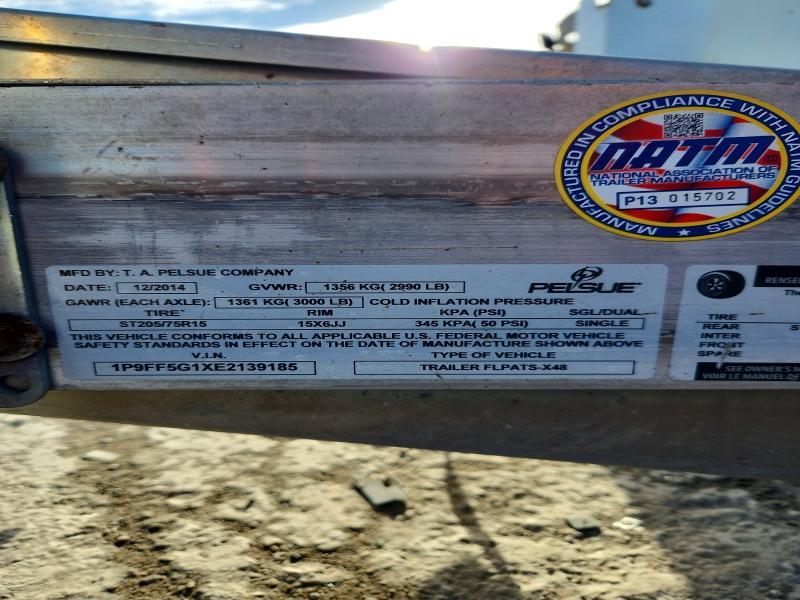 MANUFACTURED IN COMPLIANCE WITH NATM GUIDELINES
NATM
NATIONAL ASSOCIATION OF
TRAILER MANUFACTURERS
P13 015702
MFD BY: T. A. PELSUE COMPANY
DATE: 12/2014 GVWR: 1356 KG( 2990 LB)
PELSUE
GAWR (EACH AXLE): 1361 KG( 3000 LB) COLD INFLATION PRESSURE
TIRE RIM KPA (PSI) SGL/DUAL
ST205/75R15 15X6JJ 345 KPA( 50 PSI) SINGLE
THIS VEHICLE CONFORMS TO ALL APPLICABLE U.S. FEDERAL MOTOR VEHICLE
SAFETY STANDARDS IN EFFECT ON THE DATE OF MANUFACTURE SHOWN ABOVE
V.I.N. TYPE OF VEHICLE
1P9FF5G1XE2139185 TRAILER FLPATS-X48
TIRE
REAR
INTER
FRONT
SPARE
SEE OWNER'S
VOIR LE MANUEL DE